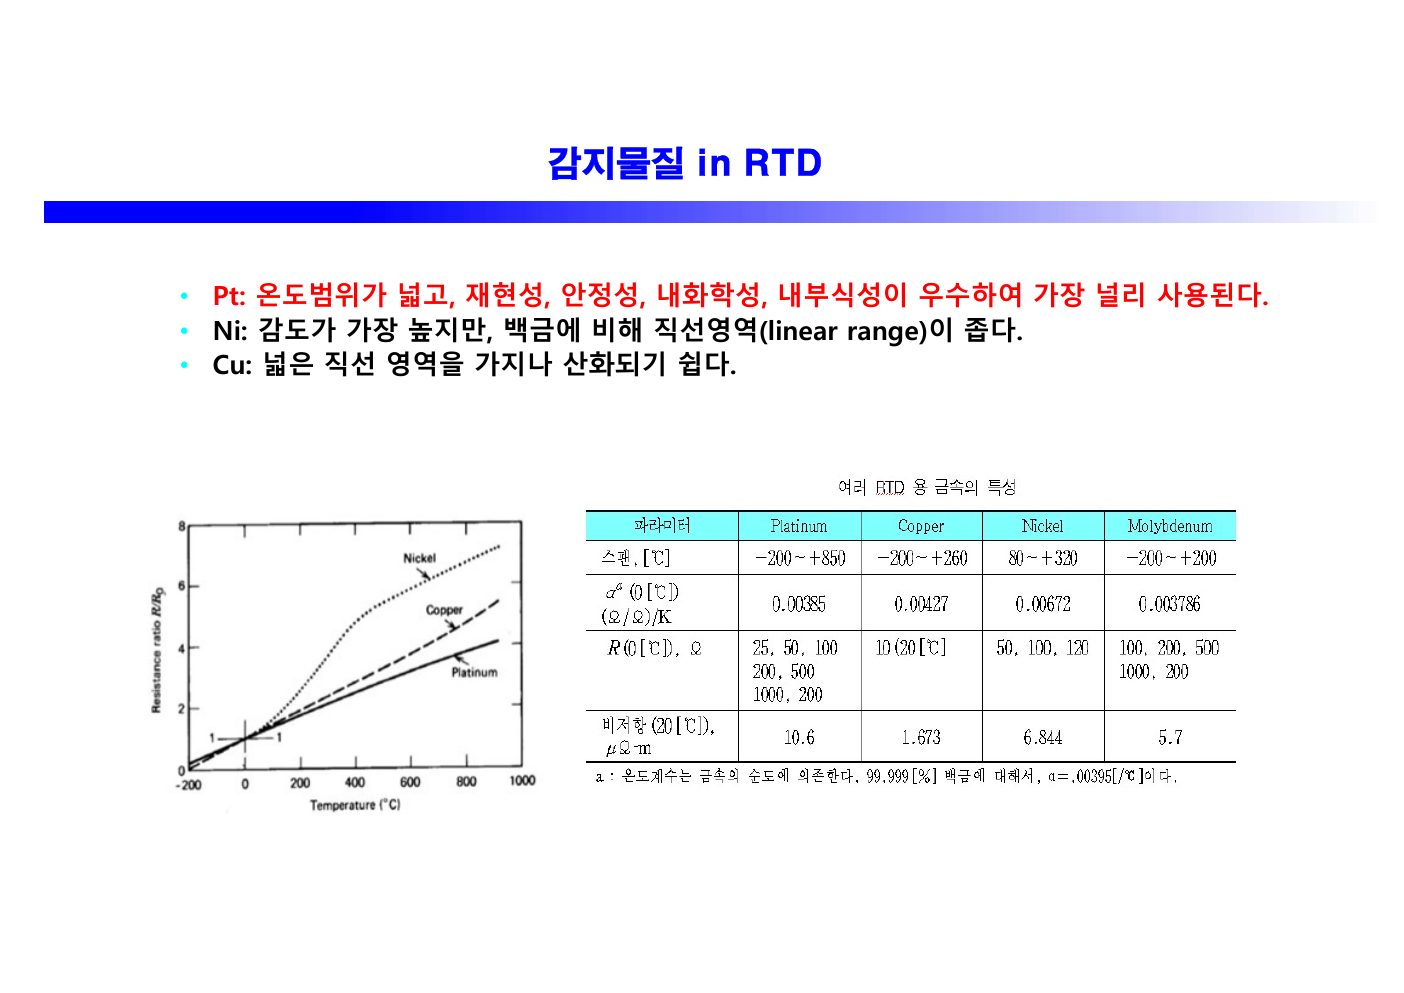 감지물질 in RTD
• Pt: 온도범위가 넓고, 재현성, 안정성, 내화학성, 내부식성이 우수하여 가장 널리 사용된다.
• Ni: 감도가 가장 높지만, 백금에 비해 직선영역(linear range)이 좁다.
• Cu: 넓은 직선 영역을 가지나 산화되기 쉽다.
8
6
4
2
0
Resistance ratio R/R₀
Nickel
Copper
Platinum
1 1
-200 0 200 400 600 800 1000
Temperature (°C)
여러 RTD 용 금속의 특성
파라미터 Platinum Copper Nickel Molybdenum
스팬, [℃] −200~+850 −200~+260 80~+320 −200~+200
αᵃ (0[℃])
(Ω/Ω)/K 0.00385 0.00427 0.00672 0.003786
R(0[℃]), Ω 25, 50, 100 10(20[℃] 50, 100, 120 100, 200, 500
200, 500 1000, 200
1000, 200
비저항(20[℃]),
μΩ-m 10.6 1.673 6.844 5.7
a : 온도계수는 금속의 순도에 의존한다. 99.999[%] 백금에 대해서, α=.00395[/℃]이다.